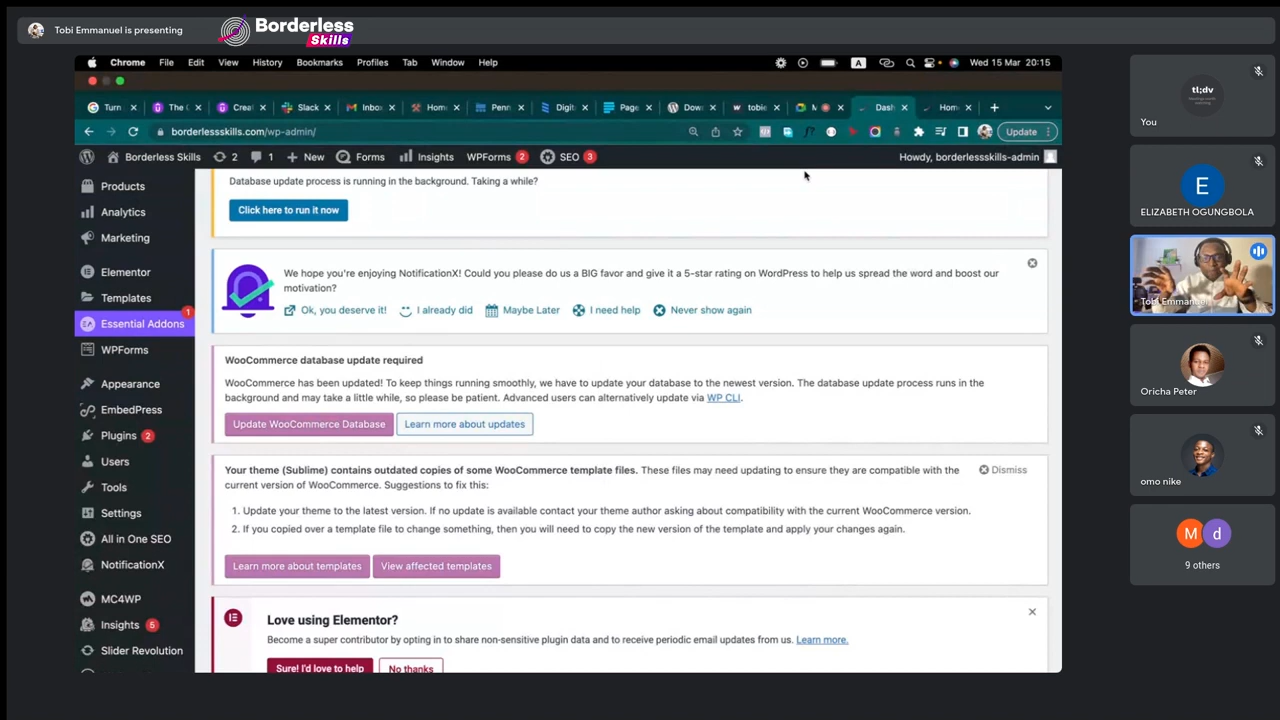 Tobi Emmanuel is presenting
Borderless
Skills
Chrome File Edit View History Bookmarks Profiles Tab Window Help
A
Wed 15 Mar 20:15
Turn
The (
Creat
Slack
Inbo
Home
Penn
Digit
Page
Dow
tobie
M
Dash
Home
borderlessskills.com/wp-admin/
Update
Borderless Skills 2 1 + New Forms Insights WPForms 2 SEO 3
Howdy, borderlessskills-admin
Products
Analytics
Marketing
Elementor
Templates
Essential Addons 1
WPForms
Appearance
EmbedPress
Plugins 2
Users
Tools
Settings
All in One SEO
NotificationX
MC4WP
Insights 5
Slider Revolution
Database update process is running in the background. Taking a while?
Click here to run it now
We hope you're enjoying NotificationX! Could you please do us a BIG favor and give it a 5-star rating on WordPress to help us spread the word and boost our
motivation?
Ok, you deserve it! I already did Maybe Later I need help Never show again
WooCommerce database update required
WooCommerce has been updated! To keep things running smoothly, we have to update your database to the newest version. The database update process runs in the
background and may take a little while, so please be patient. Advanced users can alternatively update via WP CLI.
Update WooCommerce Database Learn more about updates
Your theme (Sublime) contains outdated copies of some WooCommerce template files. These files may need updating to ensure they are compatible with the
current version of WooCommerce. Suggestions to fix this:
Dismiss
1. Update your theme to the latest version. If no update is available contact your theme author asking about compatibility with the current WooCommerce version.
2. If you copied over a template file to change something, then you will need to copy the new version of the template and apply your changes again.
Learn more about templates View affected templates
Love using Elementor?
Become a super contributor by opting in to share non-sensitive plugin data and to receive periodic email updates from us. Learn more.
Sure! I'd love to help No thanks
tl;dv
You
E
ELIZABETH OGUNGBOLA
Tobi Emmanuel
Oricha Peter
omo nike
M d
9 others